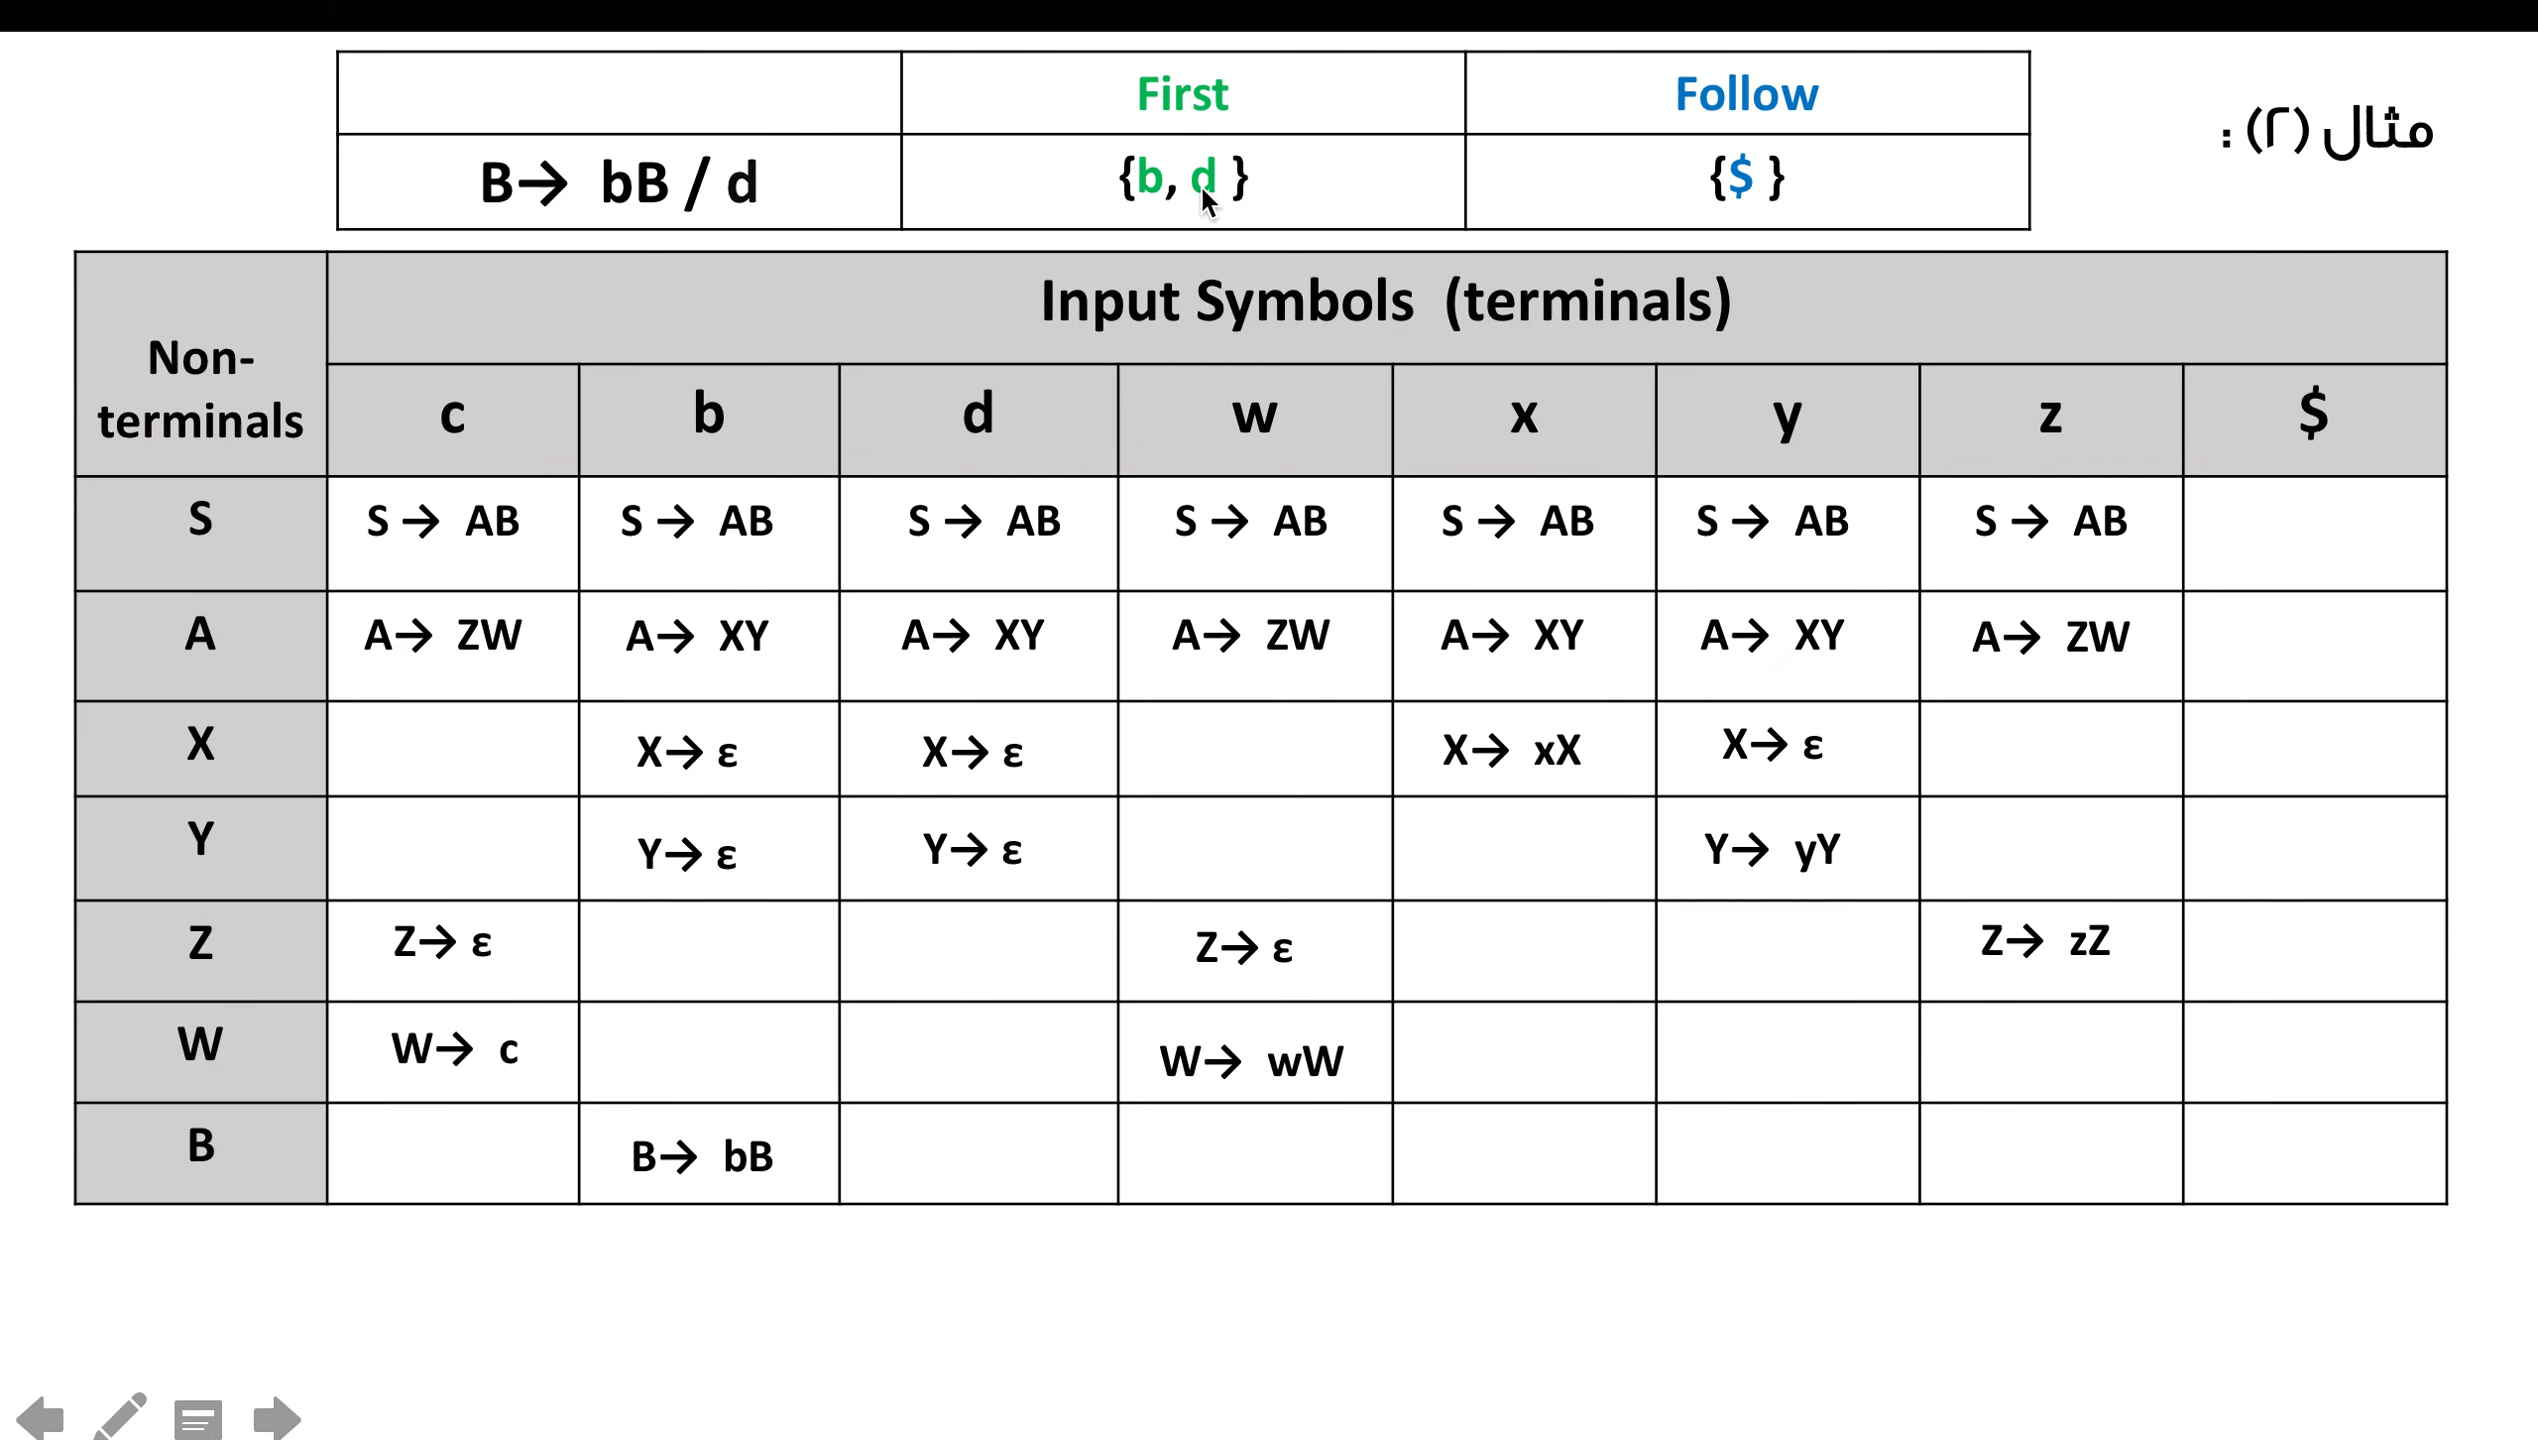 First Follow
مثال (٢) :
B→ bB / d {b, d } {$ }
Non-terminals Input Symbols (terminals)
c b d w x y z $
S S → AB S → AB S → AB S → AB S → AB S → AB S → AB
A A→ ZW A→ XY A→ XY A→ ZW A→ XY A→ XY A→ ZW
X X→ ε X→ ε X→ xX X→ ε
Y Y→ ε Y→ ε Y→ yY
Z Z→ ε Z→ ε Z→ zZ
W W→ c W→ wW
B B→ bB